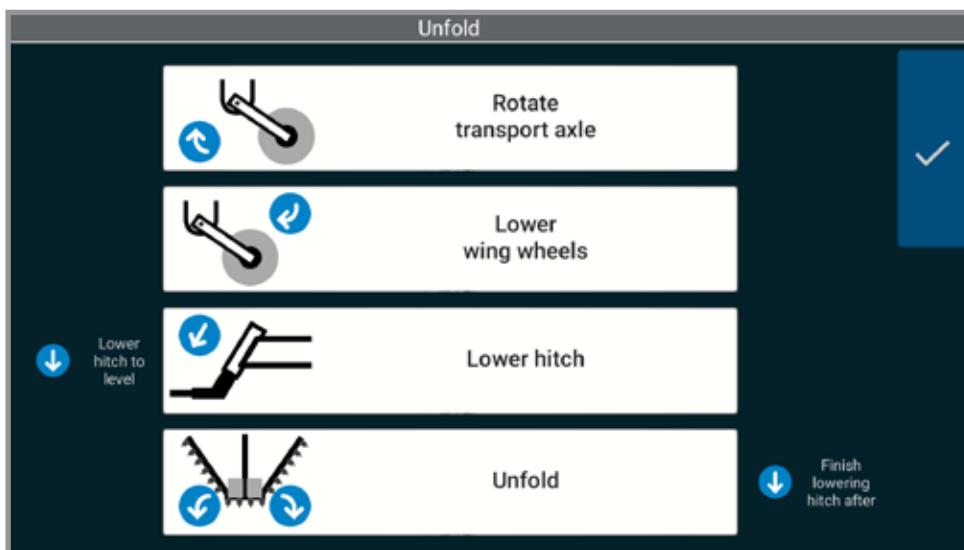 Unfold
Rotate
transport axle
Lower
wing wheels
Lower
hitch to
level
Lower hitch
Unfold
Finish
lowering
hitch after